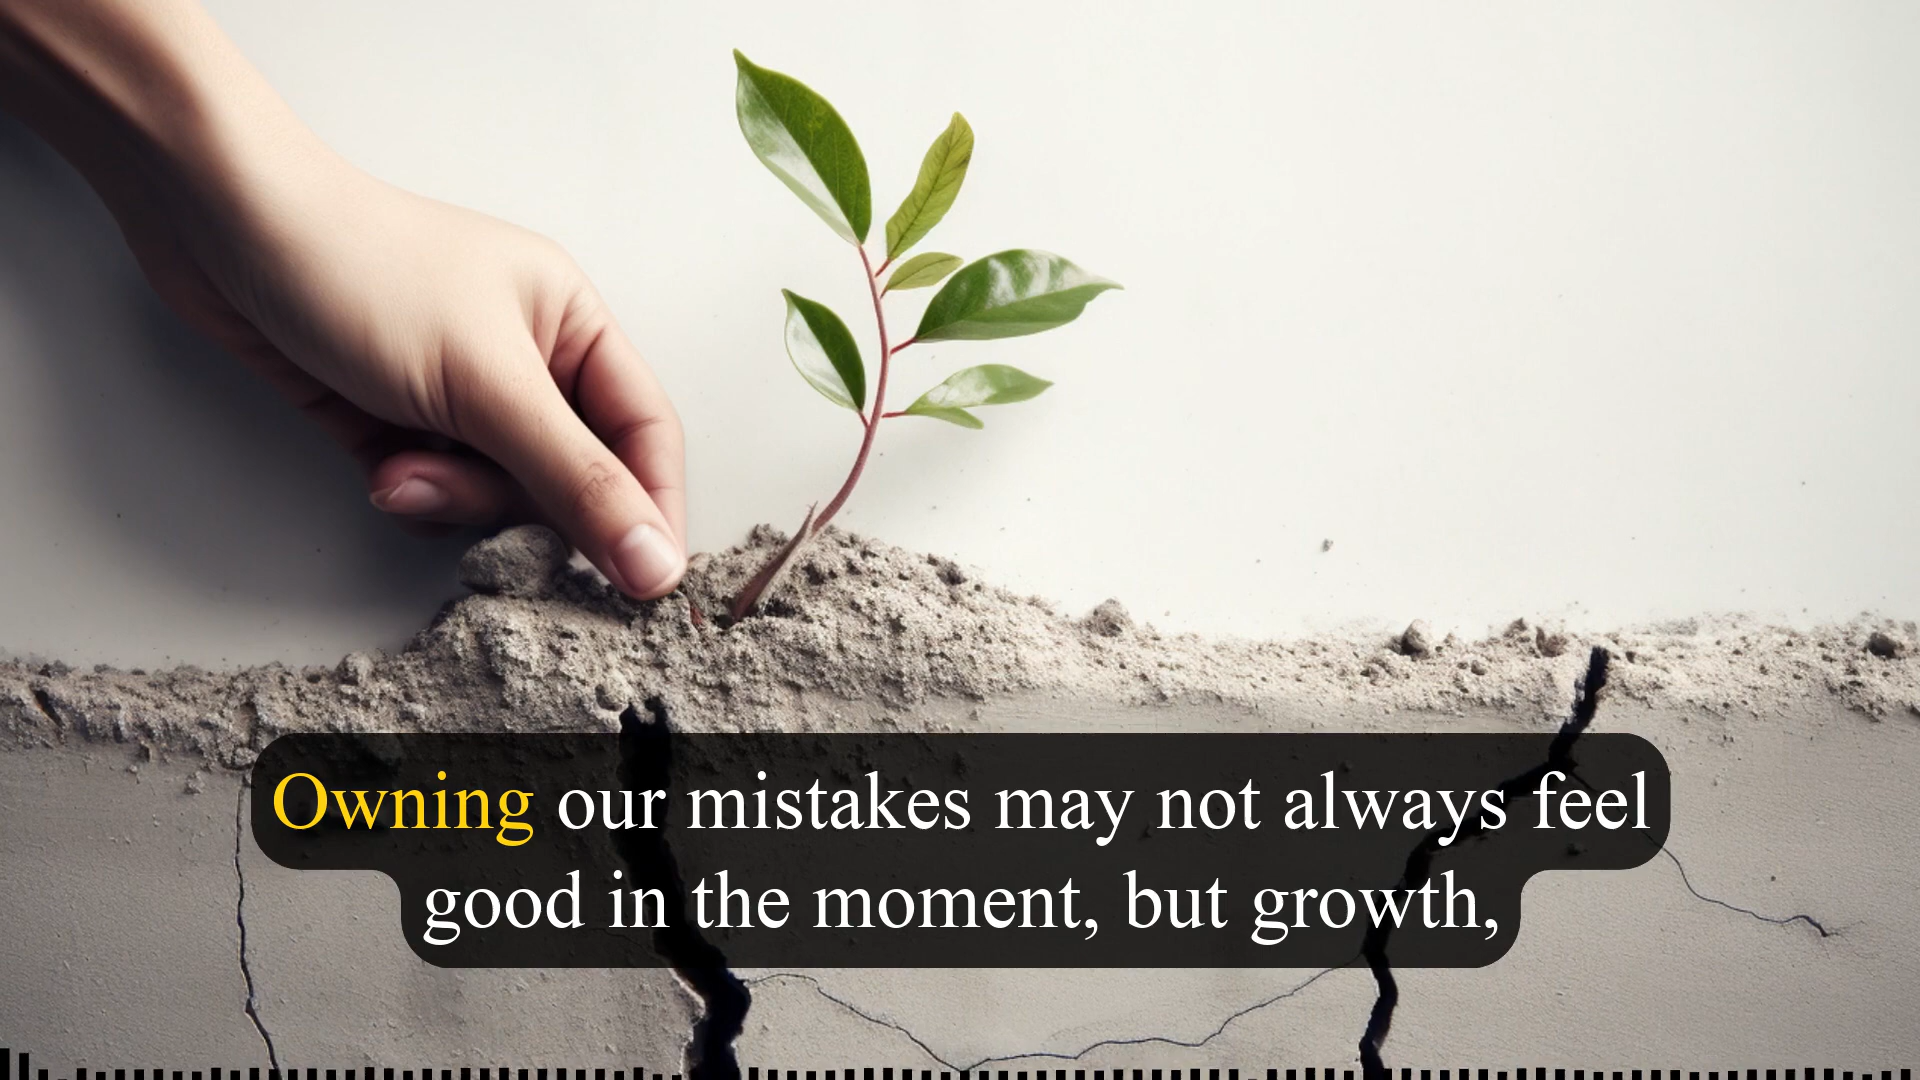 Owning our mistakes may not always feel
good in the moment, but growth,